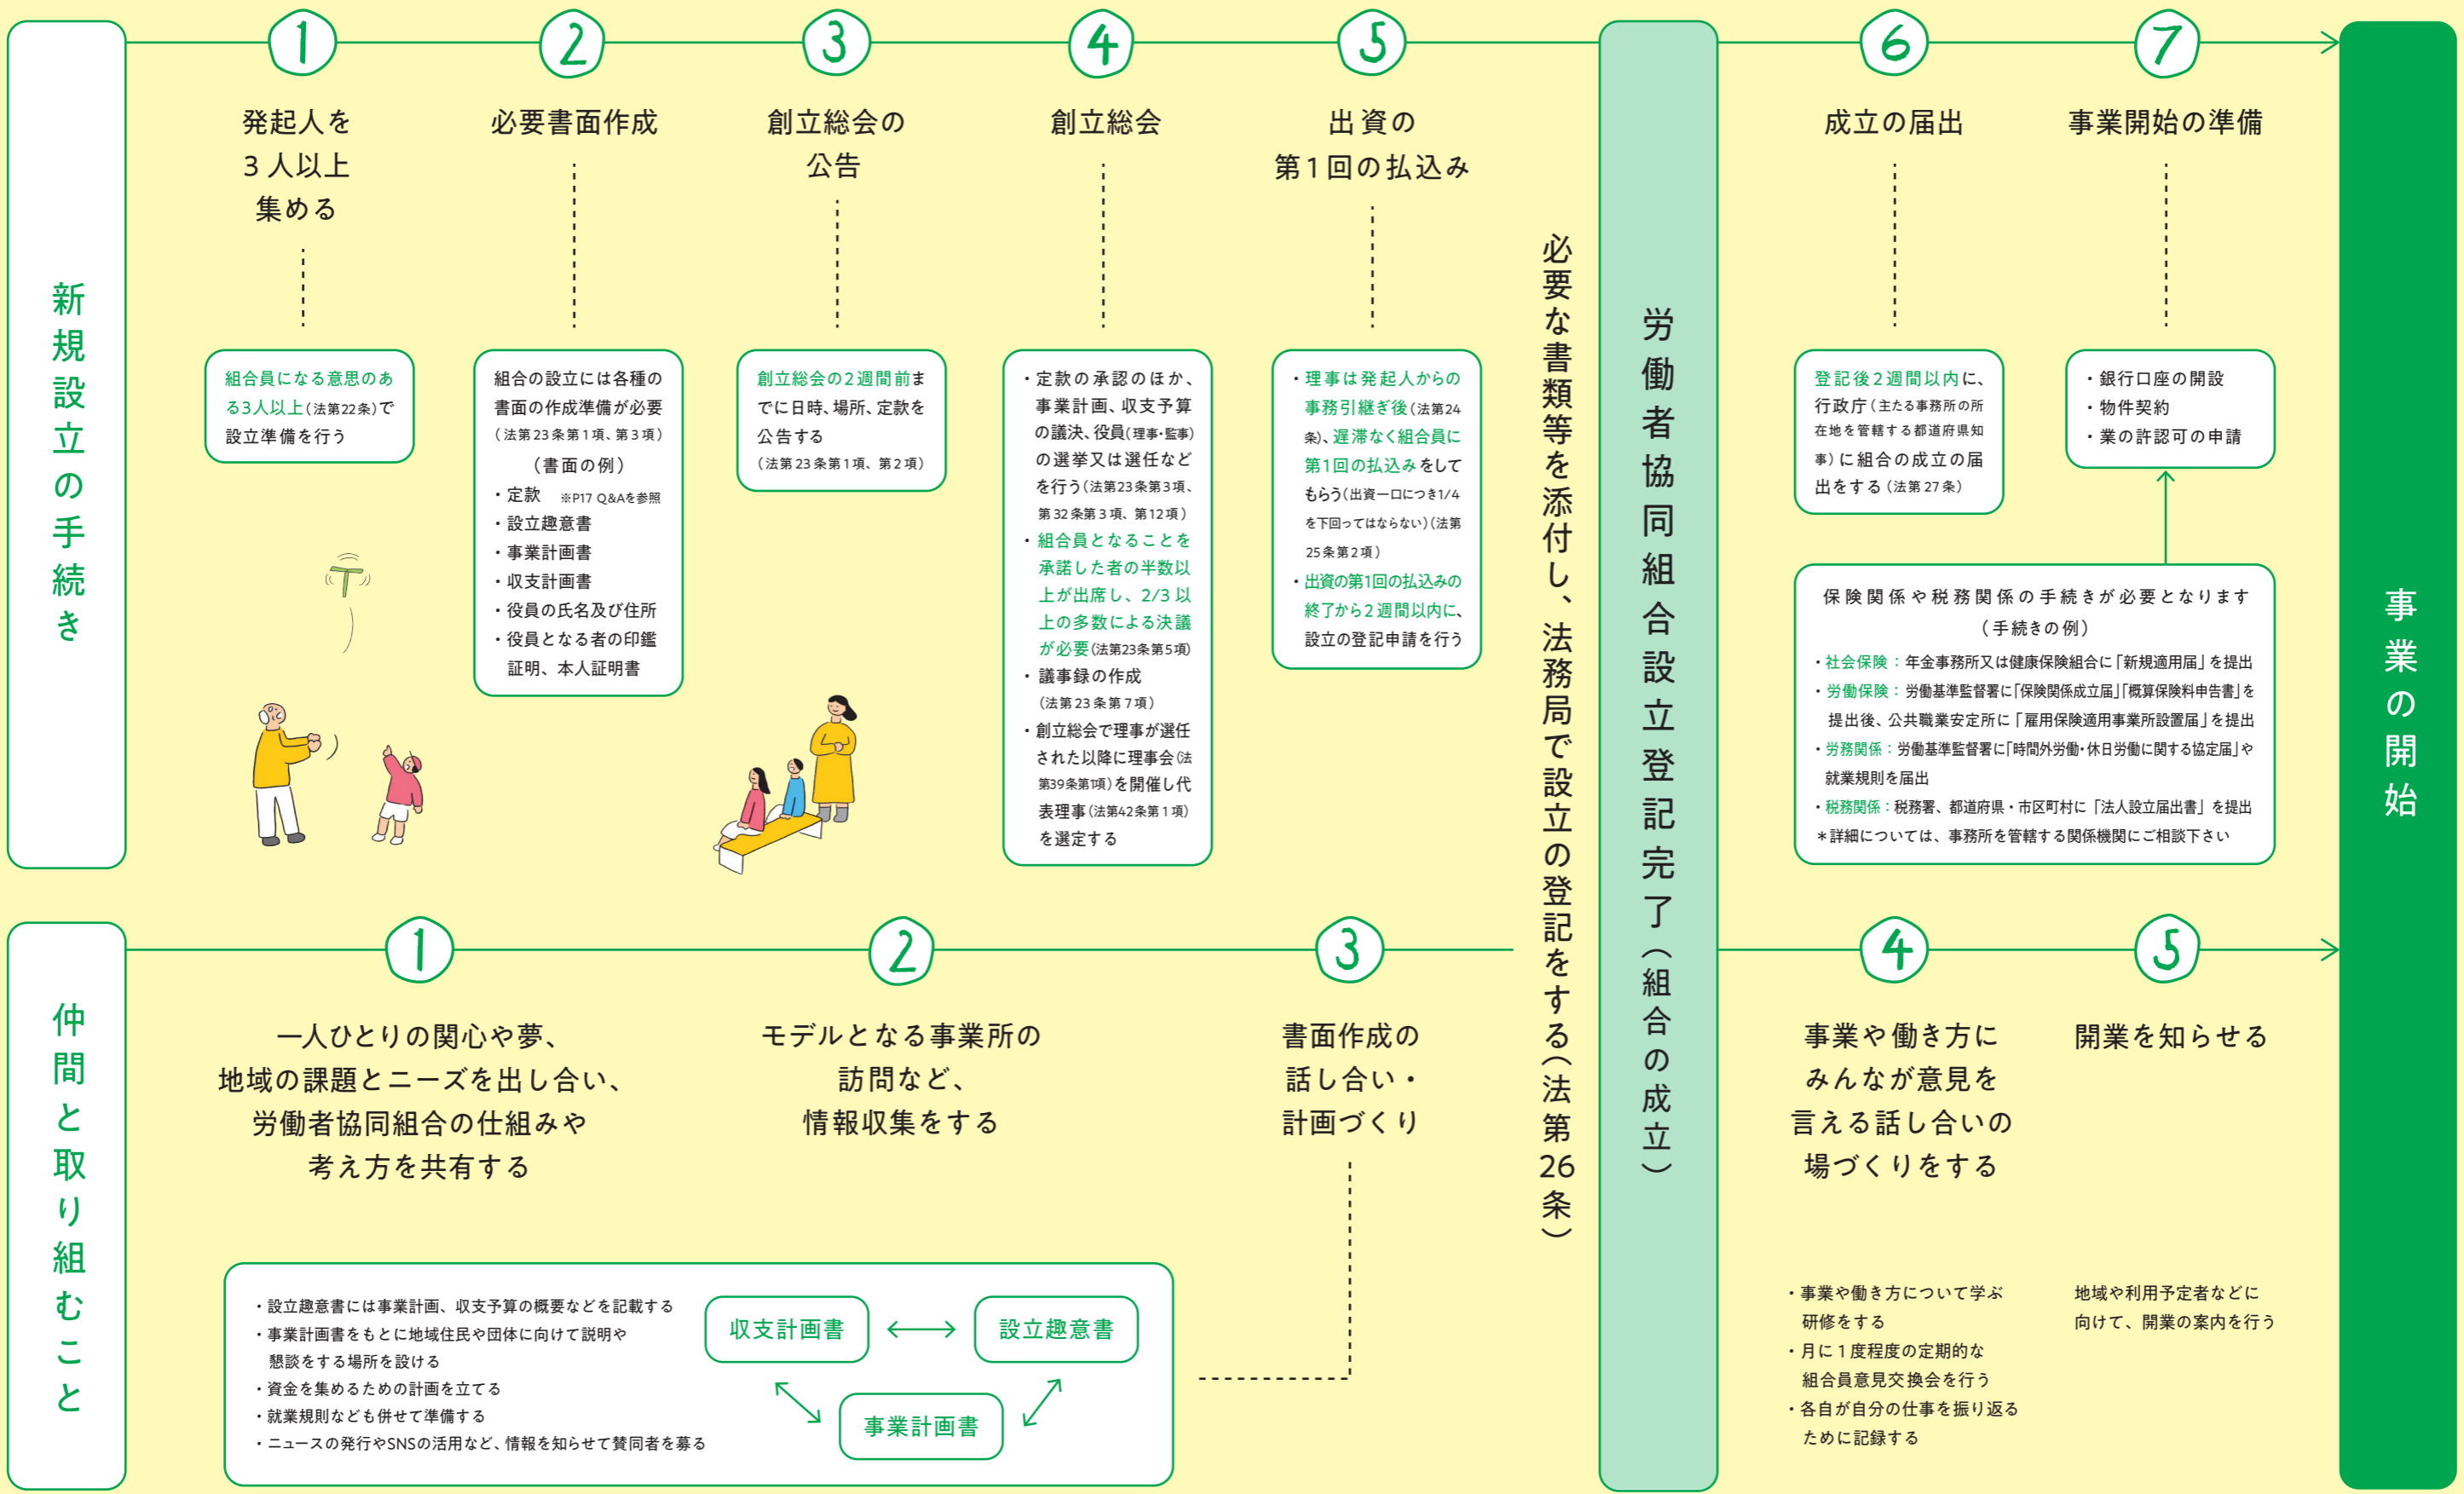 新規設立の手続き
1
発起人を
3人以上
集める
組合員になる意思のあ
る3人以上(法第22条)で
設立準備を行う
2
必要書面作成
組合の設立には各種の
書面の作成準備が必要
(法第23条第1項、第3項)
(書面の例)
・定款 ※P17 Q&Aを参照
・設立趣意書
・事業計画書
・収支計画書
・役員の氏名及び住所
・役員となる者の印鑑
証明、本人証明書
3
創立総会の
公告
創立総会の2週間前ま
でに日時、場所、定款を
公告する
(法第23条第1項、第2項)
4
創立総会
・定款の承認のほか、
事業計画、収支予算
の議決、役員(理事・監事)
の選挙又は選任など
を行う(法第23条第3項、
第32条第3項、第12項)
・組合員となることを
承諾した者の半数以
上が出席し、2/3以
上の多数による決議
が必要(法第23条第5項)
・議事録の作成
(法第23条第7項)
・創立総会で理事が選任
された以降に理事会(法
第39条第1項)を開催し代
表理事(法第42条第1項)
を選定する
5
出資の
第1回の払込み
・理事は発起人からの
事務引継ぎ後(法第24
条)、遅滞なく組合員に
第1回の払込みをして
もらう(出資一口につき1/4
を下回ってはならない)(法第
25条第2項)
・出資の第1回の払込みの
終了から2週間以内に、
設立の登記申請を行う
必要な書類等を添付し、法務局で設立の登記をする(法第26条)
労働者協同組合設立登記完了(組合の成立)
6
成立の届出
登記後2週間以内に、
行政庁(主たる事務所の所
在地を管轄する都道府県知
事)に組合の成立の届
出をする(法第27条)
7
事業開始の準備
・銀行口座の開設
・物件契約
・業の許認可の申請
保険関係や税務関係の手続きが必要となります
(手続きの例)
・社会保険：年金事務所又は健康保険組合に「新規適用届」を提出
・労働保険：労働基準監督署に「保険関係成立届」「概算保険料申告書」を
提出後、公共職業安定所に「雇用保険適用事業所設置届」を提出
・労務関係：労働基準監督署に「時間外労働・休日労働に関する協定届」や
就業規則を届出
・税務関係：税務署、都道府県・市区町村に「法人設立届出書」を提出
＊詳細については、事務所を管轄する関係機関にご相談下さい
事業の開始
仲間と取り組むこと
1
一人ひとりの関心や夢、
地域の課題とニーズを出し合い、
労働者協同組合の仕組みや
考え方を共有する
2
モデルとなる事業所の
訪問など、
情報収集をする
3
書面作成の
話し合い・
計画づくり
・設立趣意書には事業計画、収支予算の概要などを記載する
・事業計画書をもとに地域住民や団体に向けて説明や
懇談をする場所を設ける
・資金を集めるための計画を立てる
・就業規則なども併せて準備する
・ニュースの発行やSNSの活用など、情報を知らせて賛同者を募る
収支計画書
設立趣意書
事業計画書
4
事業や働き方に
みんなが意見を
言える話し合いの
場づくりをする
・事業や働き方について学ぶ
研修をする
・月に1度程度の定期的な
組合員意見交換会を行う
・各自が自分の仕事を振り返る
ために記録する
5
開業を知らせる
地域や利用予定者などに
向けて、開業の案内を行う